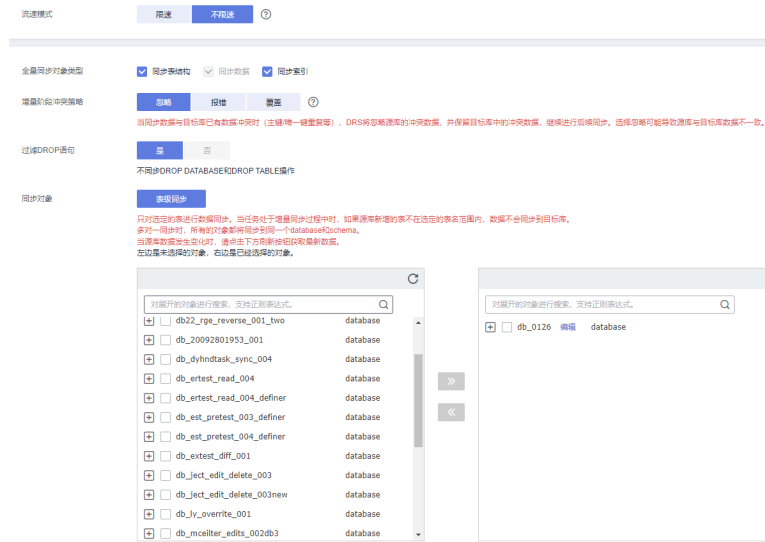 流速模式 限速 不限速
全量同步对象类型 同步表结构 同步数据 同步索引
增量阶段冲突策略 忽略 报错 覆盖
当同步数据与目标库已有数据冲突时（主键/唯一键重复等），DRS将忽略源库的冲突数据，并保留目标库中的冲突数据，继续进行后续同步。选择忽略可能导致源库与目标库数据不一致。
过滤DROP语句 是 否
不同步DROP DATABASE和DROP TABLE操作
同步对象 表级同步
只对选定的表进行数据同步。当任务处于增量同步过程中时，如果源库新增的表不在选定的表名范围内，数据不会同步到目标库。
多对一同步时，所有的对象都将同步到同一个database和schema。
当源库数据发生变化时，请点击下方刷新按钮获取最新数据。
左边是未选择的对象，右边是已经选择的对象。
对展开的对象进行搜索，支持正则表达式。
db22_rge_reverse_001_two database
db_20092801953_001 database
db_dyhndtask_sync_004 database
db_ertest_read_004 database
db_ertest_read_004_definer database
db_est_pretest_003_definer database
db_est_pretest_004_definer database
db_extest_diff_001 database
db_ject_edit_delete_003 database
db_ject_edit_delete_003new database
db_ly_overrite_001 database
db_mceilter_edits_002db3 database
对展开的对象进行搜索，支持正则表达式。
db_0126 编辑 database